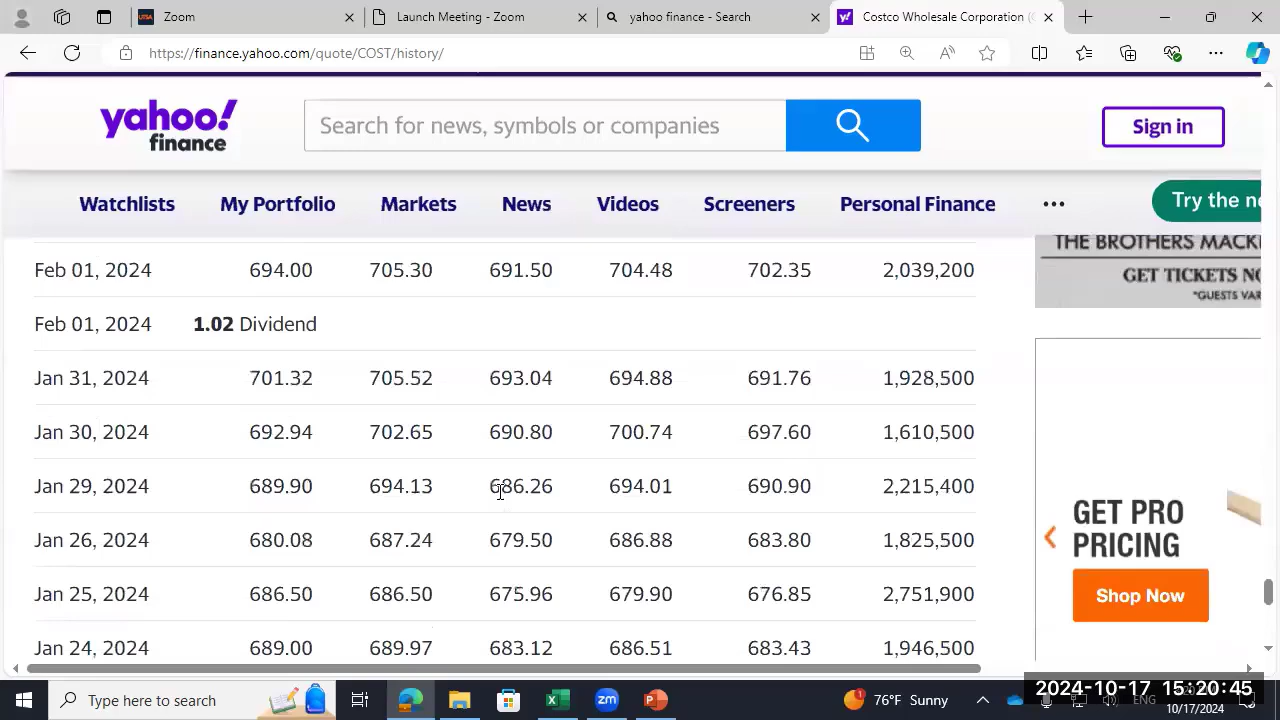 Zoom
Launch Meeting - Zoom
yahoo finance - Search
Costco Wholesale Corporation (
https://finance.yahoo.com/quote/COST/history/
yahoo!
finance
Search for news, symbols or companies
Sign in
Watchlists My Portfolio Markets News Videos Screeners Personal Finance ••• Try the
Feb 01, 2024 694.00 705.30 691.50 704.48 702.35 2,039,200
Feb 01, 2024 1.02 Dividend
Jan 31, 2024 701.32 705.52 693.04 694.88 691.76 1,928,500
Jan 30, 2024 692.94 702.65 690.80 700.74 697.60 1,610,500
Jan 29, 2024 689.90 694.13 686.26 694.01 690.90 2,215,400
Jan 26, 2024 680.08 687.24 679.50 686.88 683.80 1,825,500
Jan 25, 2024 686.50 686.50 675.96 679.90 676.85 2,751,900
Jan 24, 2024 689.00 689.97 683.12 686.51 683.43 1,946,500
THE BROTHERS
GET TICKETS
*GUESTS
GET PRO
PRICING
Shop Now
Type here to search
76°F Sunny
ENG
2024-10-17 15:20:45
10/17/2024